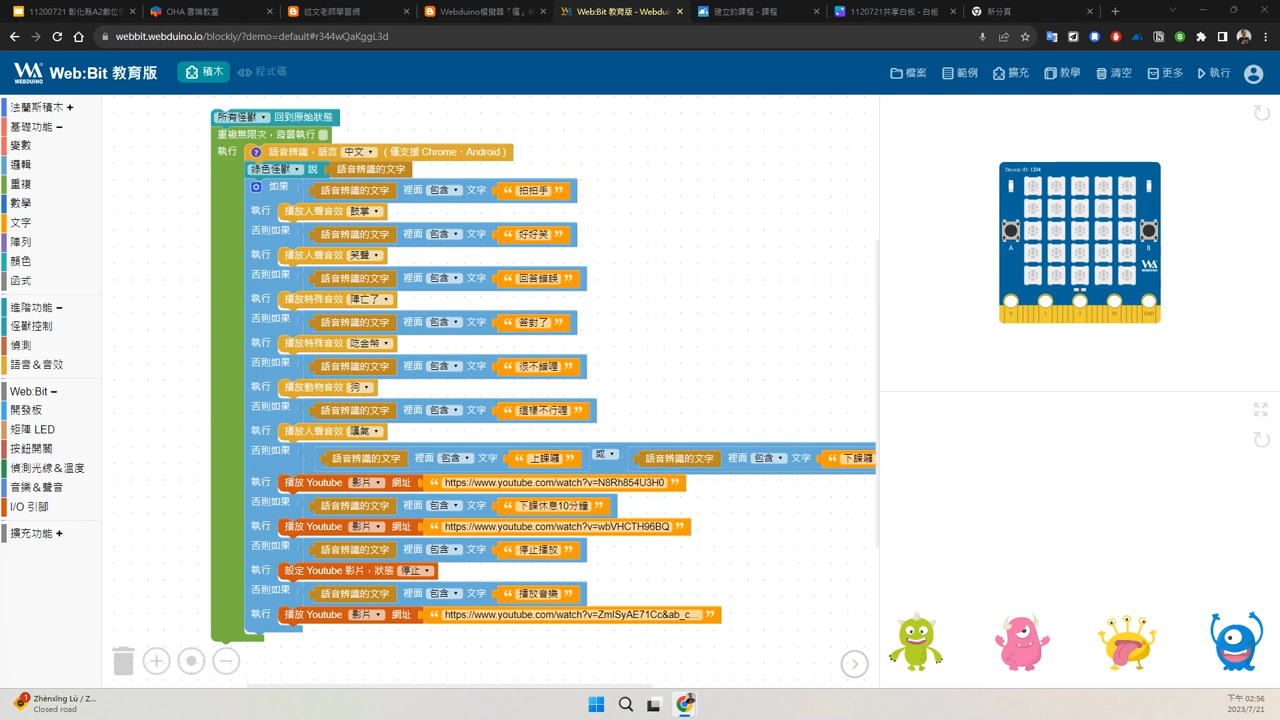 11200721 彰化縣A2數位
OHA 雲端教室
這文老師學習網
Webduino模擬器「瘋」
Web:Bit 教育版 - Webdui
建立的課程 - 課程
1120721共享白板 - 白板
新分頁
webbit.webduino.io/blockly/?demo=default#r344wQaKggL3d
WEBDUINO
Web:Bit 教育版
積木
程式碼
檔案
範例
擴充
教學
清空
更多
執行
法蘭斯積木 +
基礎功能 −
變數
邏輯
重複
數學
文字
陣列
顏色
函式
進階功能 −
怪獸控制
偵測
語音&音效
Web:Bit −
開發板
矩陣 LED
按鈕開關
偵測光線&溫度
音樂&聲音
I/O 引腳
擴充功能 +
所有怪獸 回到原始狀態
重複無限次，背景執行
執行 語音辨識，語言 中文 ( 僅支援 Chrome、Android )
綠色怪獸 說 語音辨識的文字
如果 語音辨識的文字 裡面 包含 文字 “ 拍拍手 ”
執行 播放人聲音效 鼓掌
否則如果 語音辨識的文字 裡面 包含 文字 “ 好好笑 ”
執行 播放人聲音效 笑聲
否則如果 語音辨識的文字 裡面 包含 文字 “ 回答錯誤 ”
執行 播放特殊音效 陣亡了
否則如果 語音辨識的文字 裡面 包含 文字 “ 答對了 ”
執行 播放特殊音效 吃金幣
否則如果 語音辨識的文字 裡面 包含 文字 “ 很不錯喔 ”
執行 播放動物音效 狗
否則如果 語音辨識的文字 裡面 包含 文字 “ 這樣不行喔 ”
執行 播放人聲音效 嘆氣
否則如果 語音辨識的文字 裡面 包含 文字 “ 上課囉 ” 或 語音辨識的文字 裡面 包含 文字 “ 下課囉
執行 播放 Youtube 影片 網址 “ https://www.youtube.com/watch?v=N8Rh854U3H0 ”
否則如果 語音辨識的文字 裡面 包含 文字 “ 下課休息10分鐘 ”
執行 播放 Youtube 影片 網址 “ https://www.youtube.com/watch?v=wbVHCTH96BQ ”
否則如果 語音辨識的文字 裡面 包含 文字 “ 停止播放 ”
執行 設定 Youtube 影片，狀態 停止
否則如果 語音辨識的文字 裡面 包含 文字 “ 播放音樂 ”
執行 播放 Youtube 影片 網址 “ https://www.youtube.com/watch?v=ZmISyAE71Cc&ab_c... ”
Device ID: 1234
A
B
Zhènxīng Lù / Z...
Closed road
下午 02:56
2023/7/21